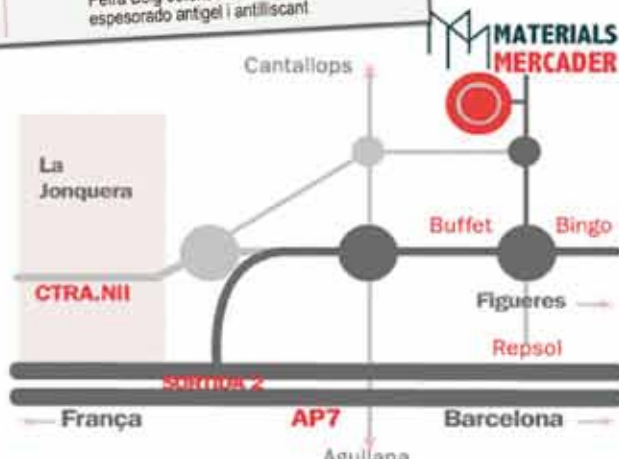 espesorado antigel i antilliscant
MATERIALS
MERCADER
Cantallops
La
Jonquera
Buffet
Bingo
CTRA.NII
Figueres
Repsol
SORTIDA 2
França
AP7
Barcelona
Agullana